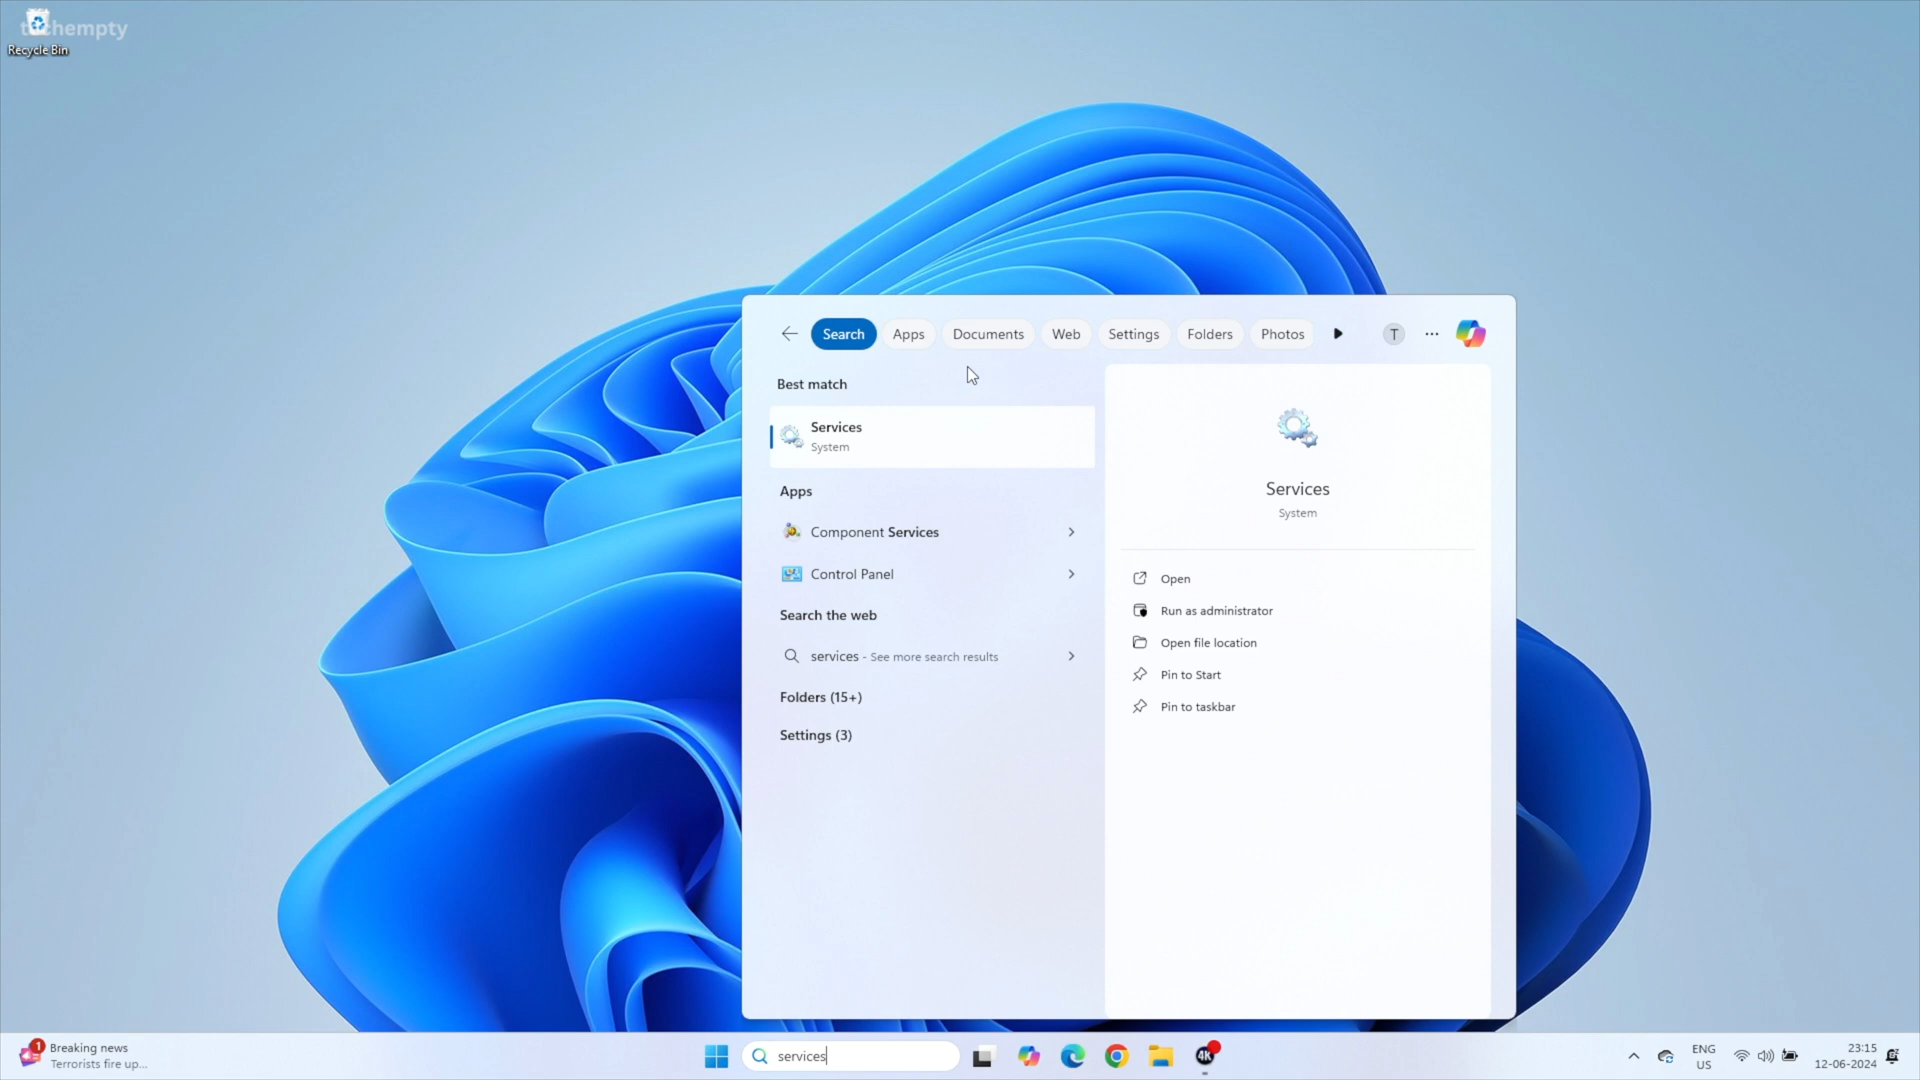 techempty
Recycle Bin
Search
Apps
Documents
Web
Settings
Folders
Photos
T
Best match
Services
System
Apps
Component Services
Control Panel
Search the web
services - See more search results
Folders (15+)
Settings (3)
Services
System
Open
Run as administrator
Open file location
Pin to Start
Pin to taskbar
1
Breaking news
Terrorists fire up...
services
4K
ENG
US
23:15
12-06-2024